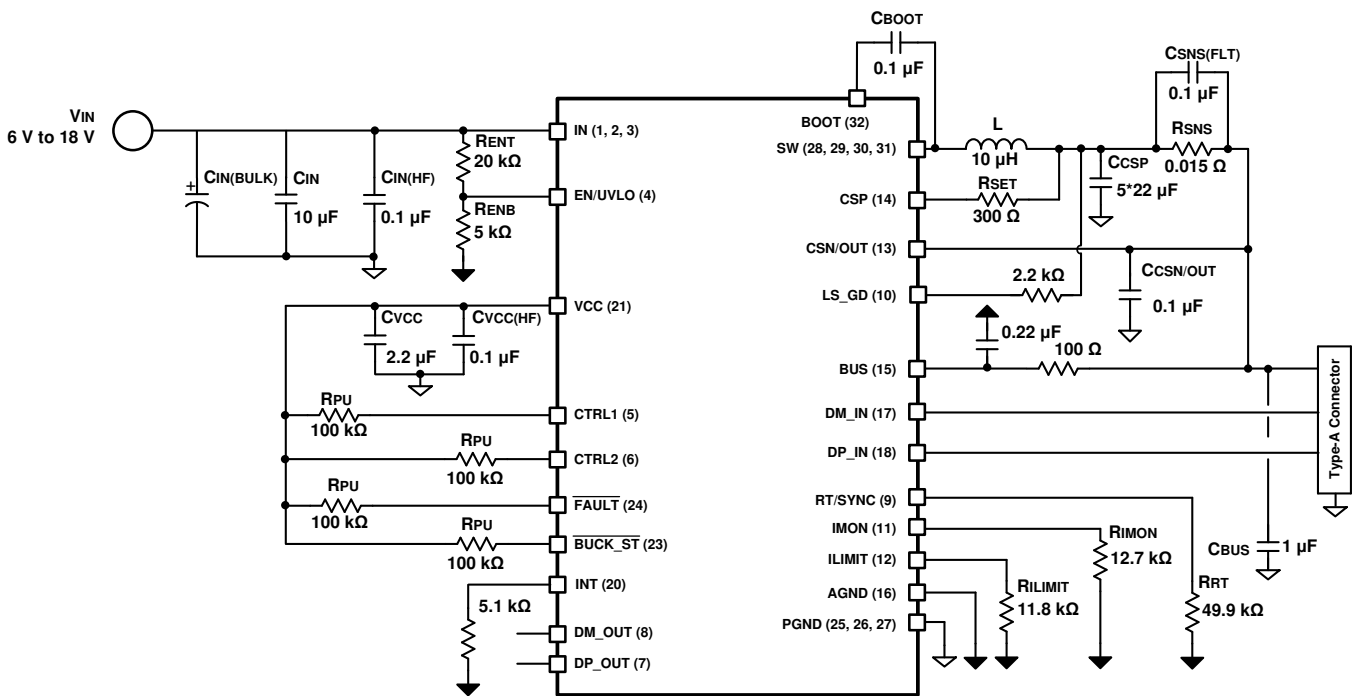 CBOOT
0.1 µF
CSNS(FLT)
0.1 µF
VIN
6 V to 18 V
CIN(BULK)
+
CIN
10 µF
CIN(HF)
0.1 µF
RENT
20 kΩ
RENB
5 kΩ
IN (1, 2, 3)
EN/UVLO (4)
VCC (21)
CVCC
2.2 µF
CVCC(HF)
0.1 µF
RPU
100 kΩ
CTRL1 (5)
RPU
100 kΩ
CTRL2 (6)
RPU
100 kΩ
FAULT (24)
RPU
100 kΩ
BUCK_ST (23)
INT (20)
5.1 kΩ
DM_OUT (8)
DP_OUT (7)
BOOT (32)
SW (28, 29, 30, 31)
L
10 µH
CCSP
5*22 µF
RSNS
0.015 Ω
CSP (14)
RSET
300 Ω
CSN/OUT (13)
CCSN/OUT
0.1 µF
LS_GD (10)
2.2 kΩ
0.22 µF
100 Ω
BUS (15)
DM_IN (17)
DP_IN (18)
Type-A Connector
RT/SYNC (9)
IMON (11)
RIMON
12.7 kΩ
CBUS
1 µF
ILIMIT (12)
RILIMIT
11.8 kΩ
RRT
49.9 kΩ
AGND (16)
PGND (25, 26, 27)